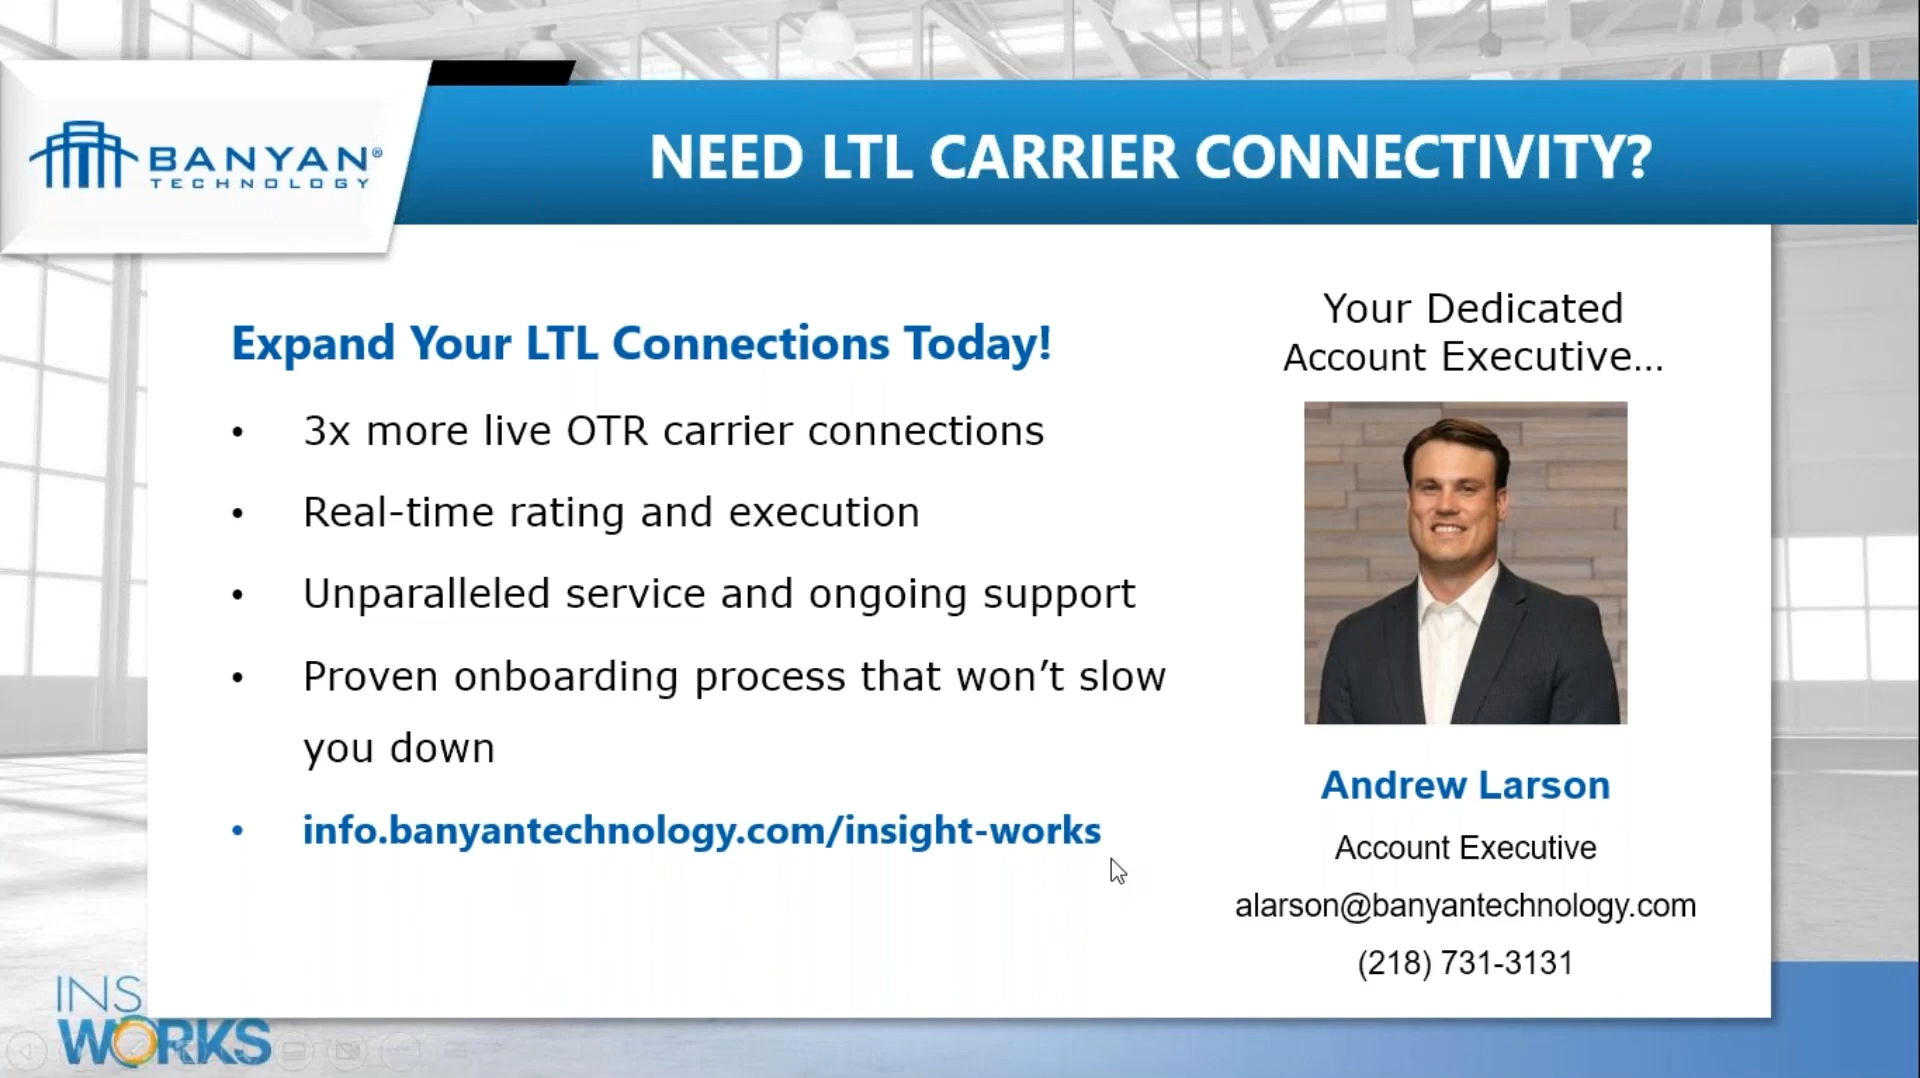 BANYAN®
TECHNOLOGY
NEED LTL CARRIER CONNECTIVITY?
Expand Your LTL Connections Today!
• 3x more live OTR carrier connections
• Real-time rating and execution
• Unparalleled service and ongoing support
• Proven onboarding process that won’t slow
you down
• info.banyantechnology.com/insight-works
Your Dedicated
Account Executive...
Andrew Larson
Account Executive
alarson@banyantechnology.com
(218) 731-3131
INS
WORKS